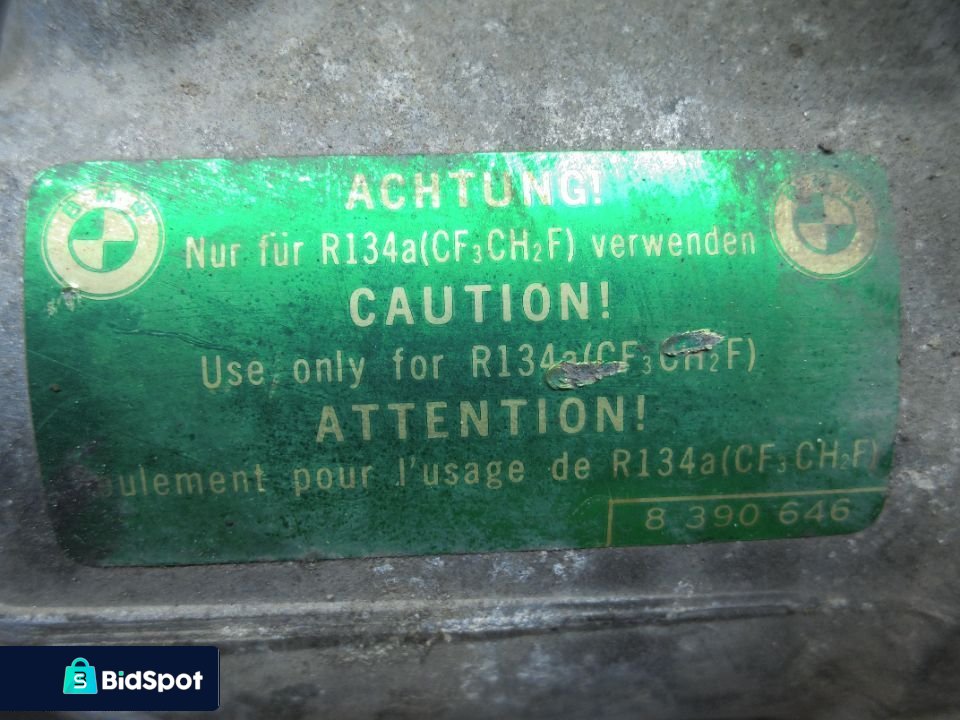 ACHTUNG!
Nur für R134a(CF₃CH₂F) verwenden
CAUTION!
Use only for R134a(CF₃CH₂F)
ATTENTION!
pour l'usage de R134a(CF₃CH₂F)
8 390 646
BidSpot